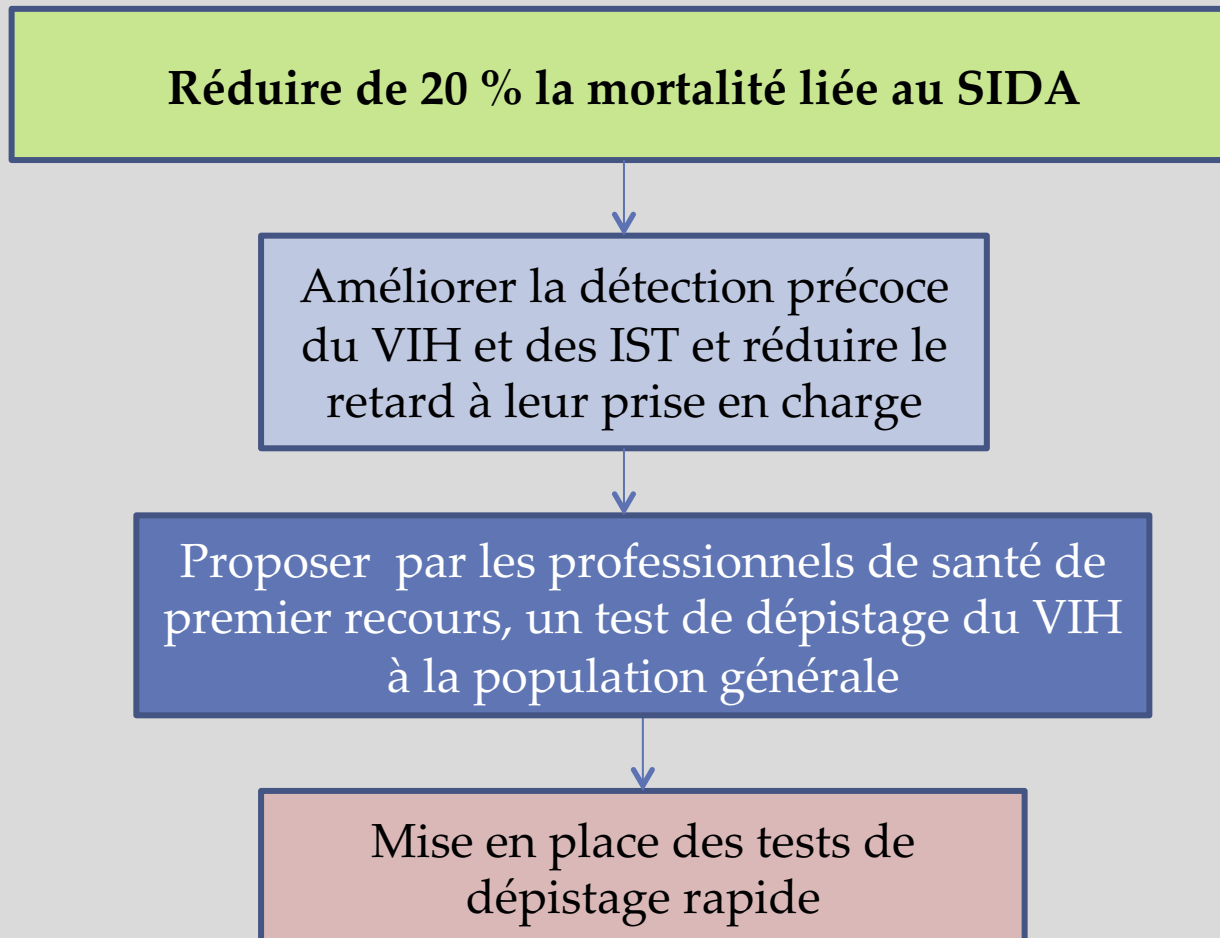 Réduire de 20 % la mortalité liée au SIDA
Améliorer la détection précoce
du VIH et des IST et réduire le
retard à leur prise en charge
Proposer  par les professionnels de santé de
premier recours, un test de dépistage du VIH
à la population générale
Mise en place des tests de
dépistage rapide